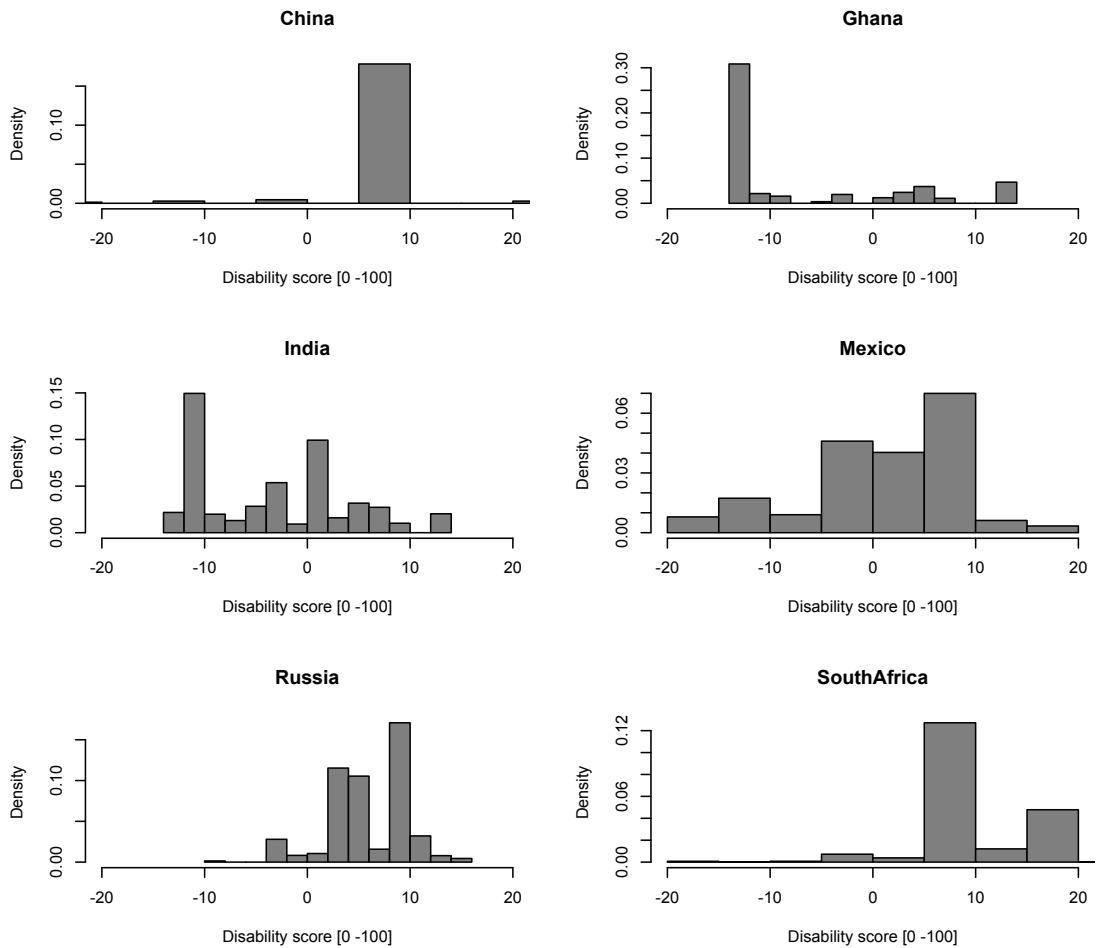 China
Density
0.00
0.10
-20 -10 0 10 20
Disability score [0 -100]
Ghana
Density
0.00
0.10
0.20
0.30
-20 -10 0 10 20
Disability score [0 -100]
India
Density
0.00
0.05
0.10
0.15
-20 -10 0 10 20
Disability score [0 -100]
Mexico
Density
0.00
0.03
0.06
-20 -10 0 10 20
Disability score [0 -100]
Russia
Density
0.00
0.10
-20 -10 0 10 20
Disability score [0 -100]
SouthAfrica
Density
0.00
0.06
0.12
-20 -10 0 10 20
Disability score [0 -100]